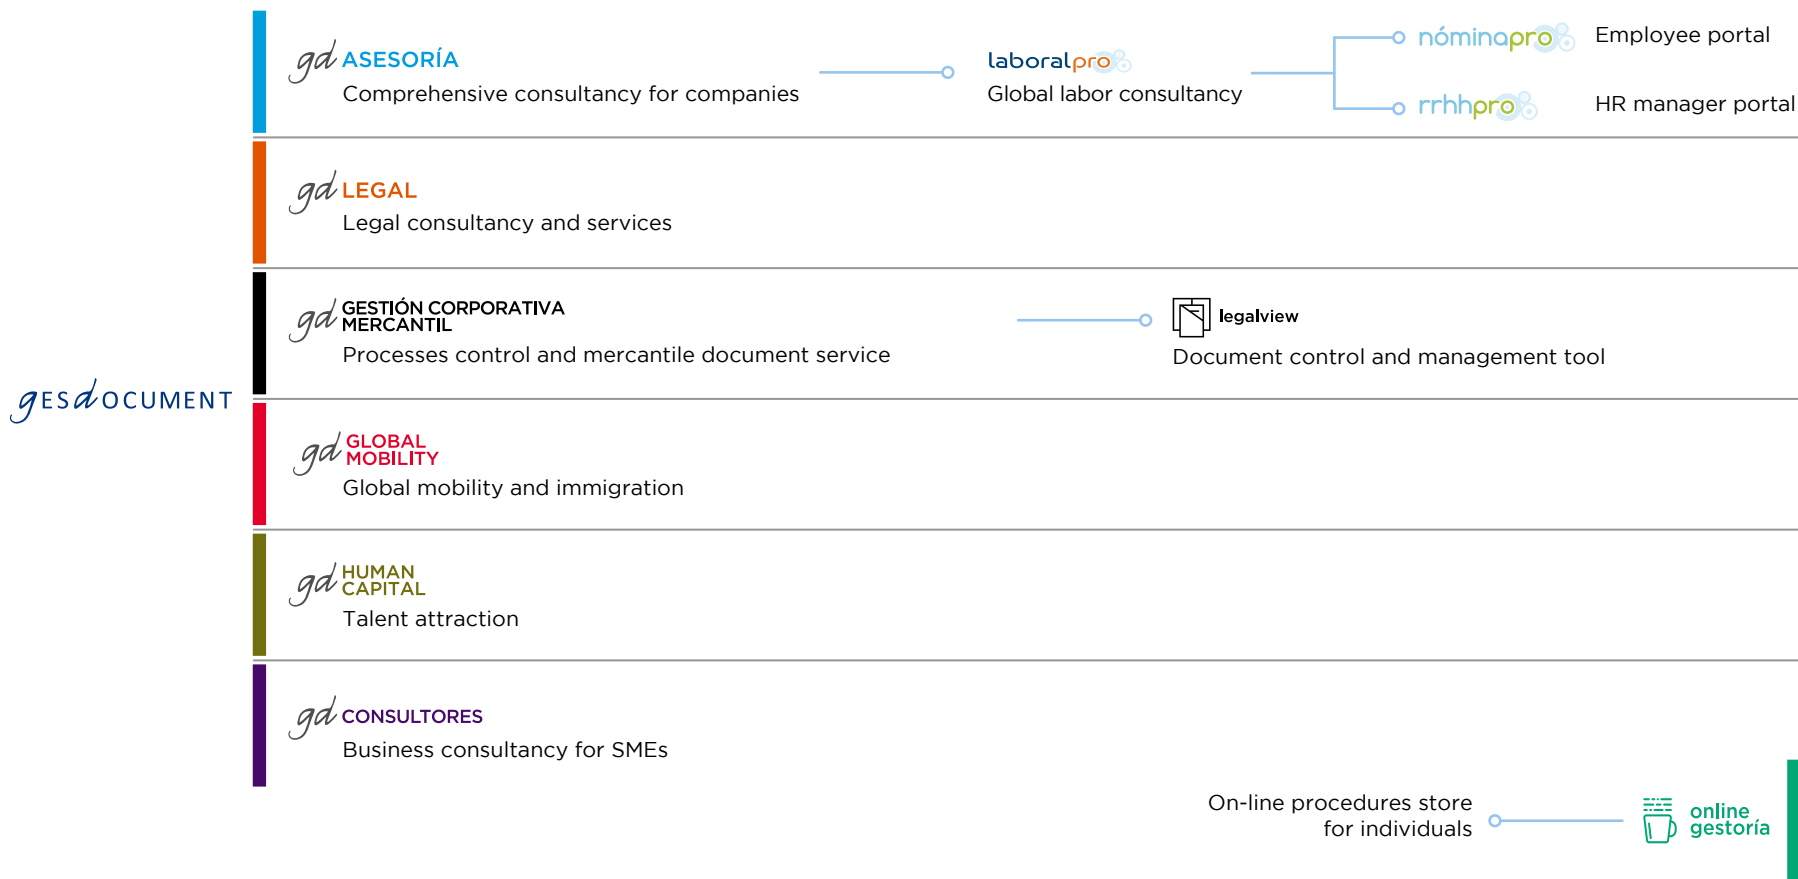 gesdocument
gd ASESORÍA
Comprehensive consultancy for companies
laboralpro
Global labor consultancy
nóminapro
Employee portal
rrhhpro
HR manager portal
gd LEGAL
Legal consultancy and services
gd GESTIÓN CORPORATIVA
MERCANTIL
Processes control and mercantile document service
legalview
Document control and management tool
gd GLOBAL
MOBILITY
Global mobility and immigration
gd HUMAN
CAPITAL
Talent attraction
gd CONSULTORES
Business consultancy for SMEs
On-line procedures store
for individuals
online
gestoría